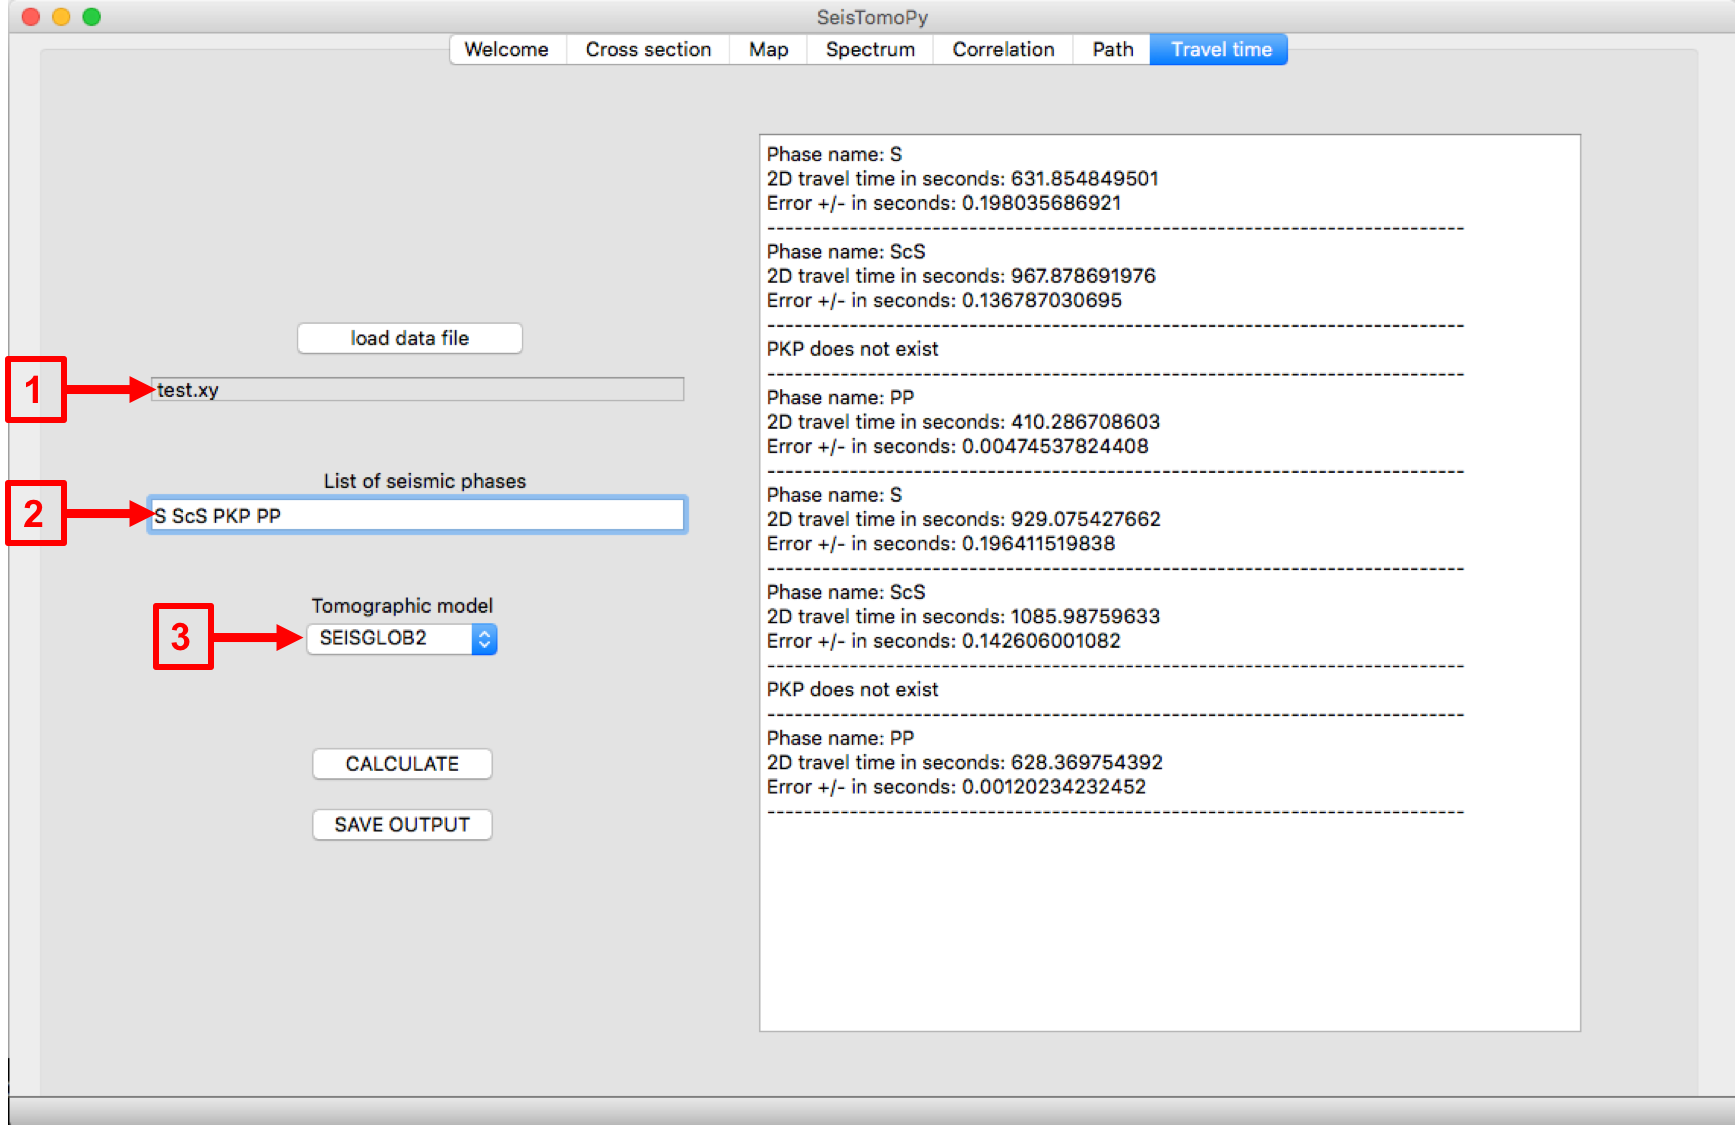 SeisTomoPy
Welcome Cross section Map Spectrum Correlation Path Travel time
load data file
1
test.xy
List of seismic phases
2
S ScS PKP PP
Tomographic model
3
SEISGLOB2
CALCULATE
SAVE OUTPUT
Phase name: S
2D travel time in seconds: 631.854849501
Error +/- in seconds: 0.198035686921
--------------------------------------------------------------------------------
Phase name: ScS
2D travel time in seconds: 967.878691976
Error +/- in seconds: 0.136787030695
--------------------------------------------------------------------------------
PKP does not exist
--------------------------------------------------------------------------------
Phase name: PP
2D travel time in seconds: 410.286708603
Error +/- in seconds: 0.00474537824408
--------------------------------------------------------------------------------
Phase name: S
2D travel time in seconds: 929.075427662
Error +/- in seconds: 0.196411519838
--------------------------------------------------------------------------------
Phase name: ScS
2D travel time in seconds: 1085.98759633
Error +/- in seconds: 0.142606001082
--------------------------------------------------------------------------------
PKP does not exist
--------------------------------------------------------------------------------
Phase name: PP
2D travel time in seconds: 628.369754392
Error +/- in seconds: 0.00120234232452
--------------------------------------------------------------------------------